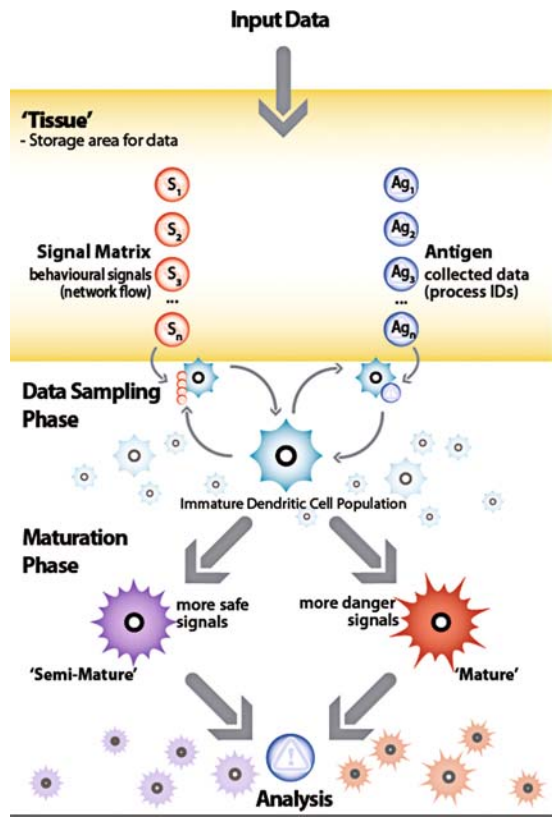 Input Data
'Tissue'
- Storage area for data
S1
S2
S3
...
Sn
Signal Matrix
behavioural signals
(network flow)
Ag1
Ag2
Ag3
...
Agn
Antigen
collected data
(process IDs)
Data Sampling
Phase
Immature Dendritic Cell Population
Maturation
Phase
more safe
signals
more danger
signals
'Semi-Mature'
'Mature'
Analysis